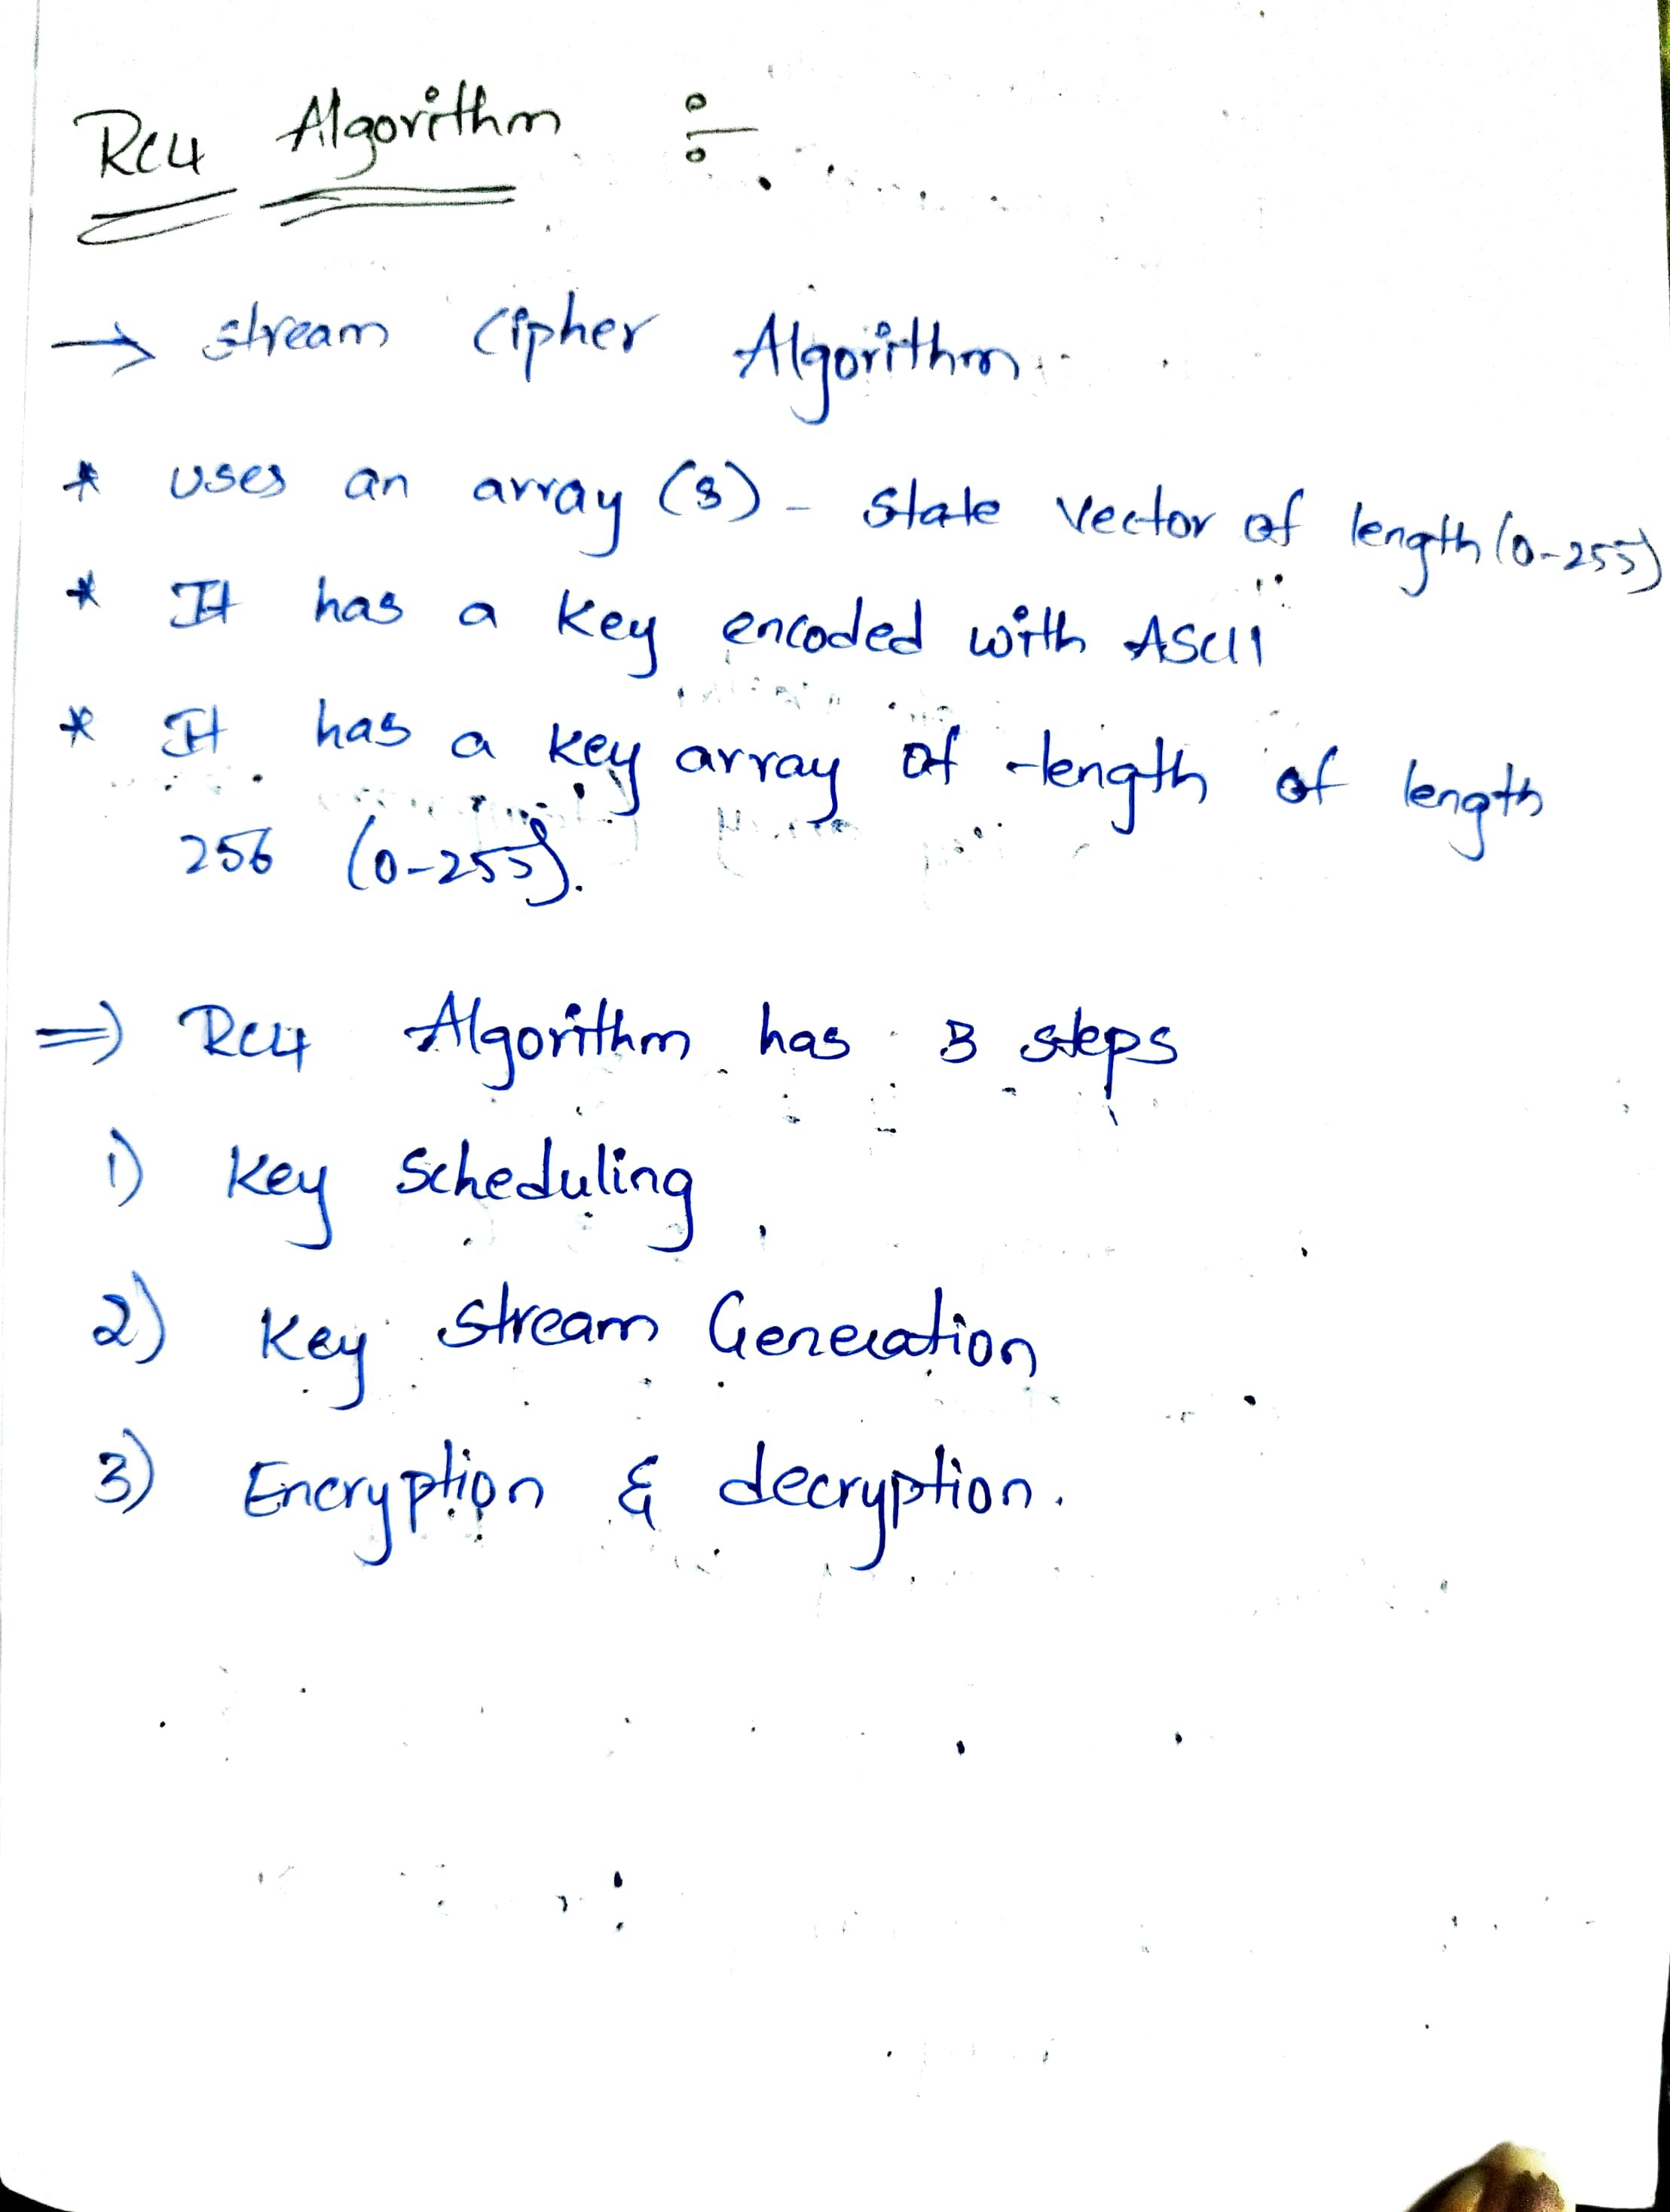 RC4 Algorithm ÷
→ stream Cipher Algorithm.
* uses an array (s) - state vector of length (0-255)
* It has a key encoded with ASCII
* It has a key array of -length of length
256 (0-255).
=) RC4 Algorithm has 3 steps
1) Key scheduling
2) Key stream Generation
3) Encryption & decryption.